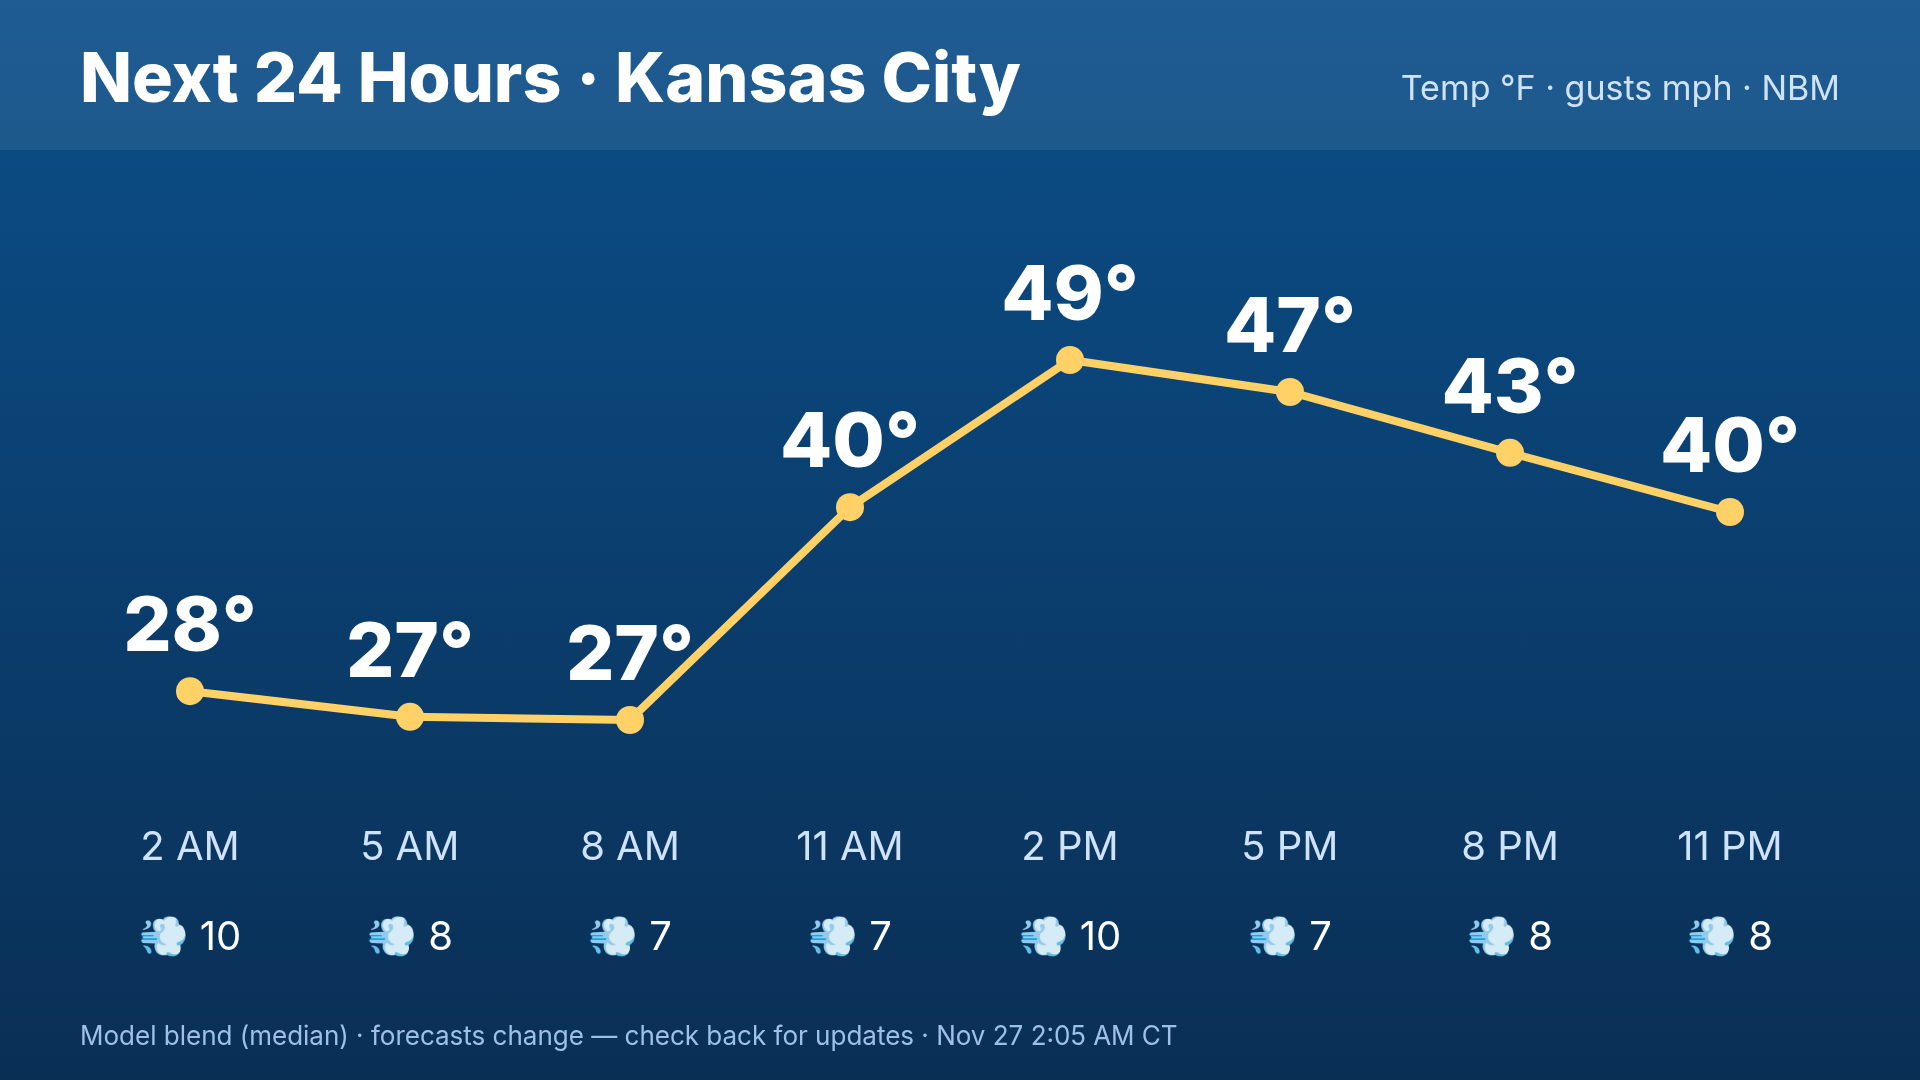 Next 24 Hours · Kansas City
Temp °F · gusts mph · NBM
28° 27° 27° 40° 49° 47° 43° 40°
2 AM 5 AM 8 AM 11 AM 2 PM 5 PM 8 PM 11 PM
💨 10 💨 8 💨 7 💨 7 💨 10 💨 7 💨 8 💨 8
Model blend (median) · forecasts change — check back for updates · Nov 27 2:05 AM CT